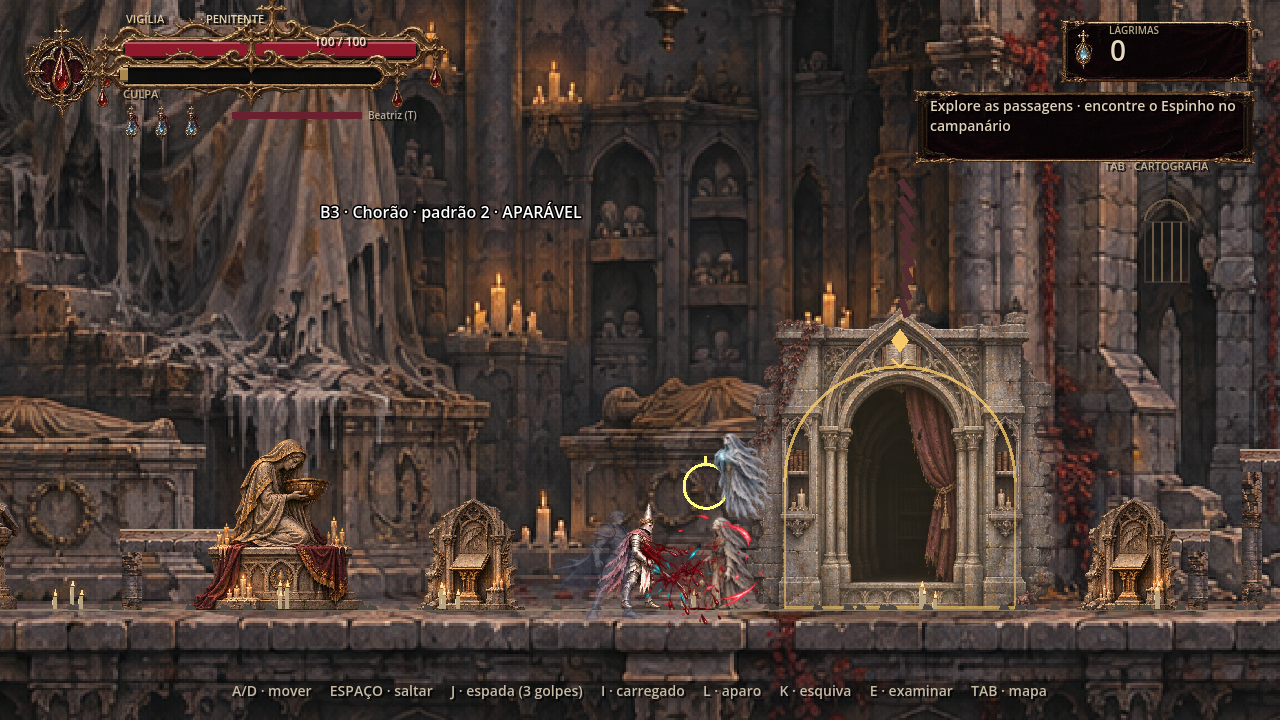 VIGÍLIA PENITENTE
100 / 100
CULPA
Beatriz (T)
LÁGRIMAS
0
Explore as passagens · encontre o Espinho no
campanário
TAB · CARTOGRAFIA
B3 · Chorão · padrão 2 · APARÁVEL
A/D · mover ESPAÇO · saltar J · espada (3 golpes) I · carregado L · aparo K · esquiva E · examinar TAB · mapa